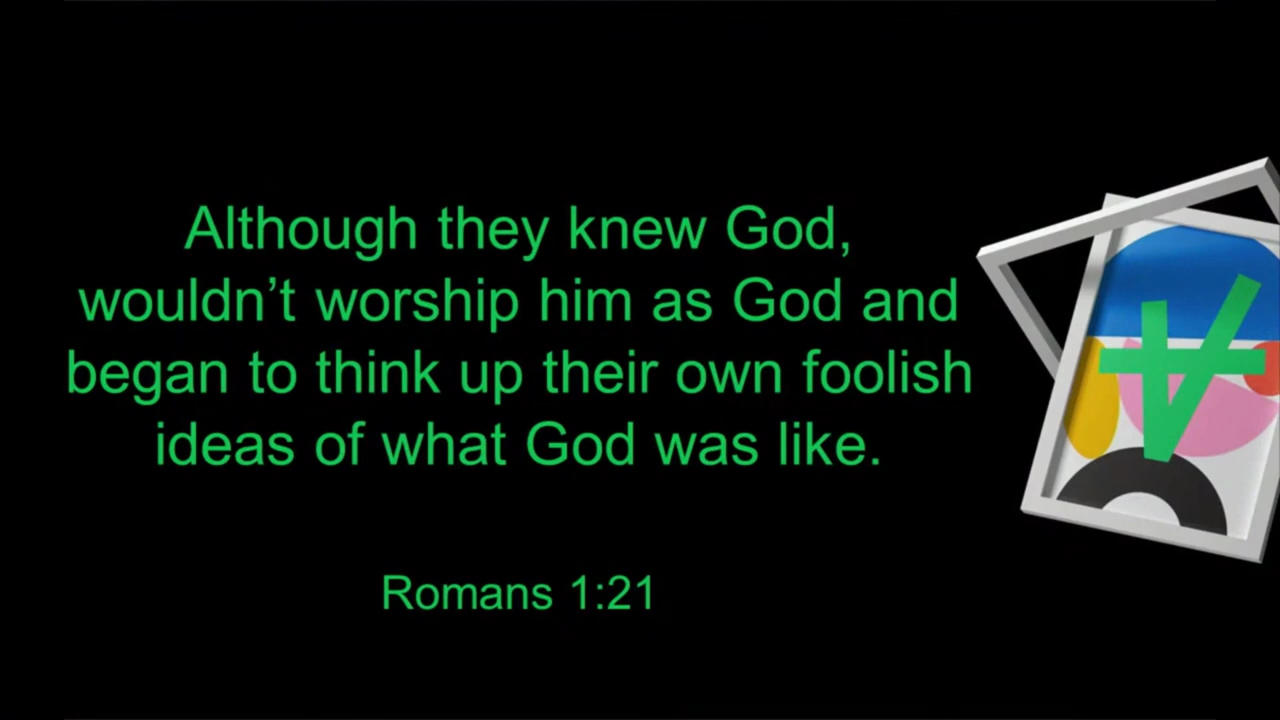 Although they knew God,
wouldn’t worship him as God and
began to think up their own foolish
ideas of what God was like.
Romans 1:21